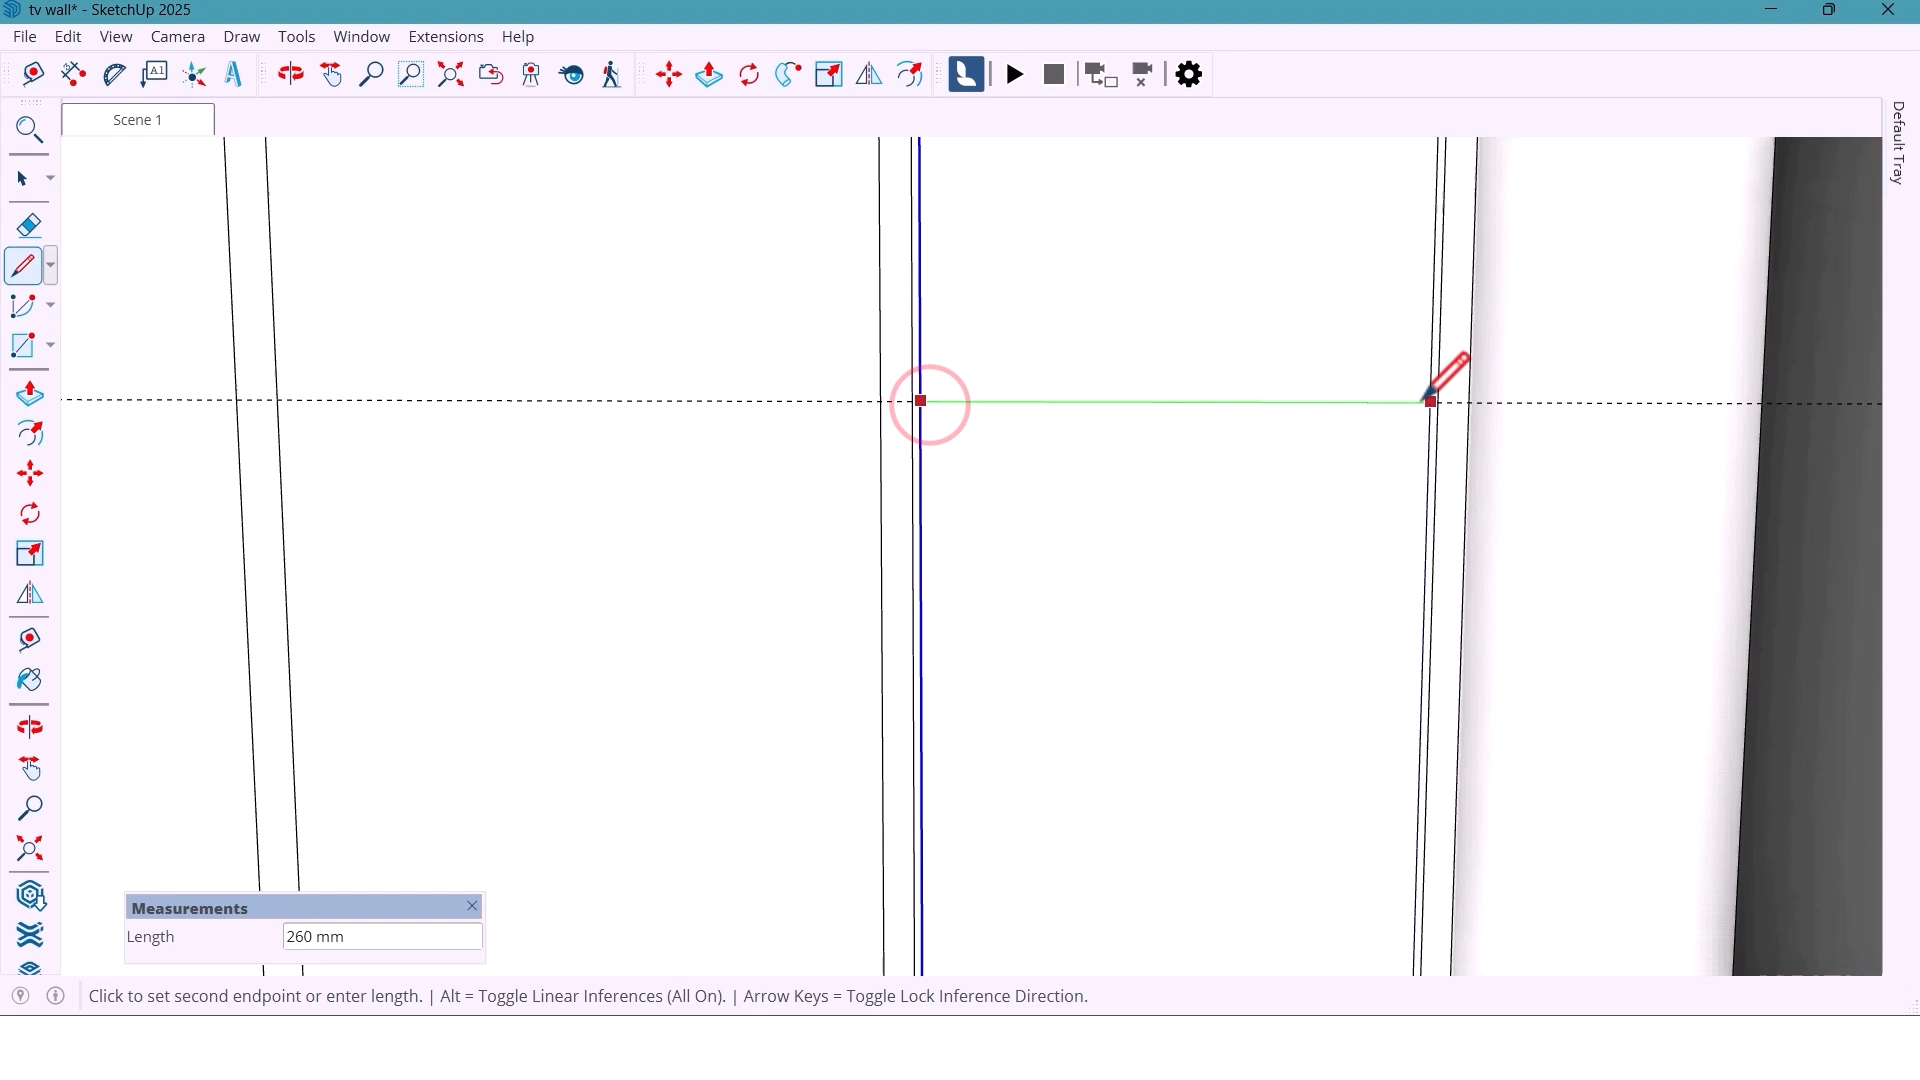 tv wall* - SketchUp 2025
File Edit View Camera Draw Tools Window Extensions Help
A1
Scene 1
Default Tray
Measurements
Length 260 mm
Click to set second endpoint or enter length. | Alt = Toggle Linear Inferences (All On). | Arrow Keys = Toggle Lock Inference Direction.